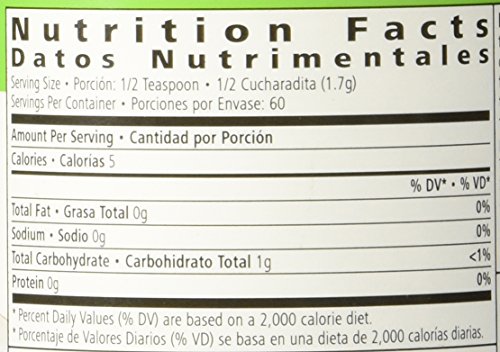 Nutrition Facts
Datos Nutrimentales
Serving Size • Porción: 1/2 Teaspoon • 1/2 Cucharadita (1.7g)
Servings Per Container • Porciones por Envase: 60
Amount Per Serving • Cantidad por Porción
Calories • Calorías 5
% DV* • % VD*
Total Fat • Grasa Total 0g 0%
Sodium • Sodio 0g 0%
Total Carbohydrate • Carbohidrato Total 1g <1%
Protein 0g 0%
* Percent Daily Values (% DV) are based on a 2,000 calorie diet.
* Porcentaje de Valores Diarios (% VD) se basa en una dieta de 2,000 calorías diarias.